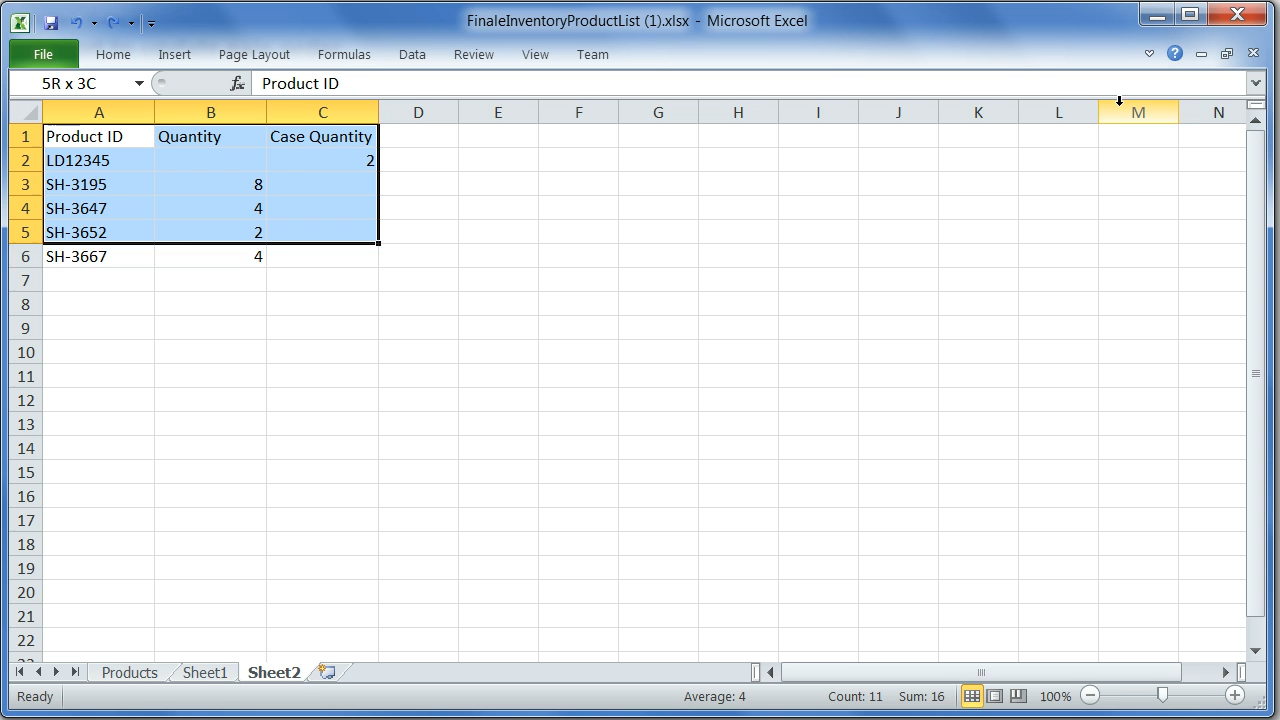 FinaleInventoryProductList (1).xlsx - Microsoft Excel
File Home Insert Page Layout Formulas Data Review View Team
5R x 3C fx Product ID
A B C D E F G H I J K L M N
1 Product ID Quantity Case Quantity
2 LD12345 2
3 SH-3195 8
4 SH-3647 4
5 SH-3652 2
6 SH-3667 4
7
8
9
10
11
12
13
14
15
16
17
18
19
20
21
22
Products Sheet1 Sheet2
Ready Average: 4 Count: 11 Sum: 16 100%